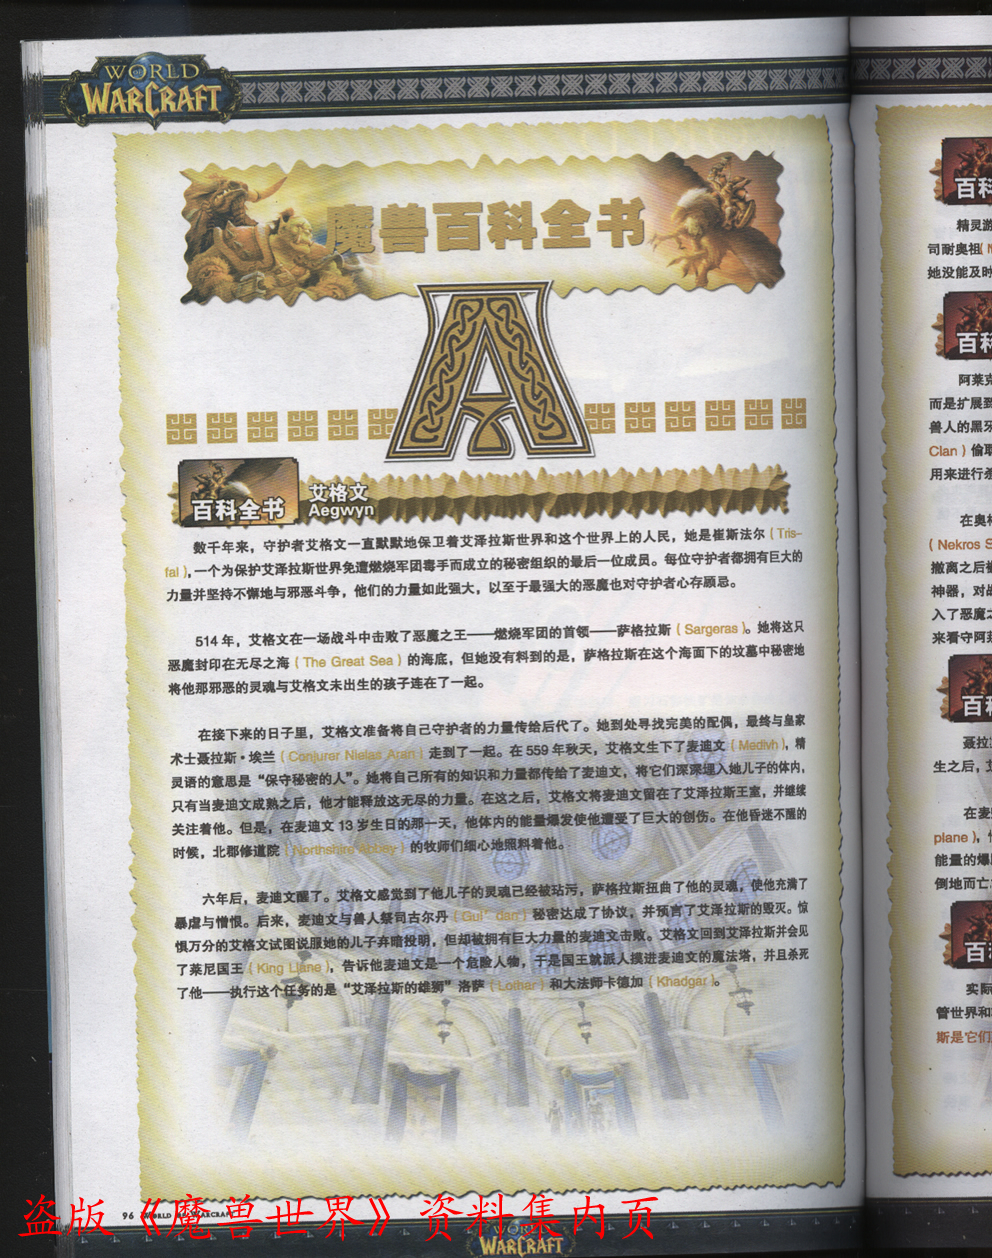 WORLD
WARCRAFT
魔兽百科全书
A
百科全书
艾格文
Aegwyn
数千年来，守护者艾格文一直默默地保卫着艾泽拉斯世界和这个世界上的人民，她是崔斯法尔（Tris-
fal），一个为保护艾泽拉斯世界免遭燃烧军团毒手而成立的秘密组织的最后一位成员。每位守护者都拥有巨大的
力量并坚持不懈地与邪恶斗争，他们的力量如此强大，以至于最强大的恶魔也对守护者心存顾忌。
514 年，艾格文在一场战斗中击败了恶魔之王——燃烧军团的首领——萨格拉斯（Sargeras）。她将这只
恶魔封印在无尽之海（The Great Sea）的海底，但她没有料到的是，萨格拉斯在这个海面下的坟墓中秘密地
将他那邪恶的灵魂与艾格文未出生的孩子连在了一起。
在接下来的日子里，艾格文准备将自己守护者的力量传给后代了。她到处寻找完美的配偶，最终与皇家
术士聂拉斯·埃兰（Conjurer Nielas Aran）走到了一起。在 559 年秋天，艾格文生下了麦迪文（Medivh），精
灵语的意思是“保守秘密的人”。她将自己所有的知识和力量都传给了麦迪文，将它们深深埋入她儿子的体内，
只有当麦迪文成熟之后，他才能释放这无尽的力量。在这之后，艾格文将麦迪文留在了艾泽拉斯王室，并继续
关注着他。但是，在麦迪文 13 岁生日的那一天，他体内的能量爆发使他遭受了巨大的创伤。在他昏迷不醒的
时候，北郡修道院（Northshire Abbey）的牧师们细心地照料着他。
六年后，麦迪文醒了。艾格文感觉到了他儿子的灵魂已经被玷污，萨格拉斯扭曲了他的灵魂，使他充满了
暴虐与憎恨。后来，麦迪文与兽人祭司古尔丹（Gul’dan）秘密达成了协议，并预言了艾泽拉斯的毁灭。惊
惧万分的艾格文试图说服她的儿子弃暗投明，但却被拥有巨大力量的麦迪文击败。艾格文回到艾泽拉斯并会见
了莱尼国王（King Llane），告诉他麦迪文是一个危险人物，于是国王就派人摸进麦迪文的魔法塔，并且杀死
了他——执行这个任务的是“艾泽拉斯的雄狮”洛萨（Lothar）和大法师卡德加（Khadgar）。
96 WORLD OF WARCRAFT
WORLD
WARCRAFT
盗版《魔兽世界》资料集内页
百科
精灵游
司耐奥祖（N
她没能及时
百科
阿莱克
而是扩展到
兽人的黑牙
Clan）偷取
用来进行杀
在奥格
（Nekros S
撤离之后被
神器，对战
入了恶魔之
来看守阿莱
百科
聂拉
生之后，艾
在麦
plane），
能量的爆
倒地而亡
百科
实际
管世界和
斯是它们